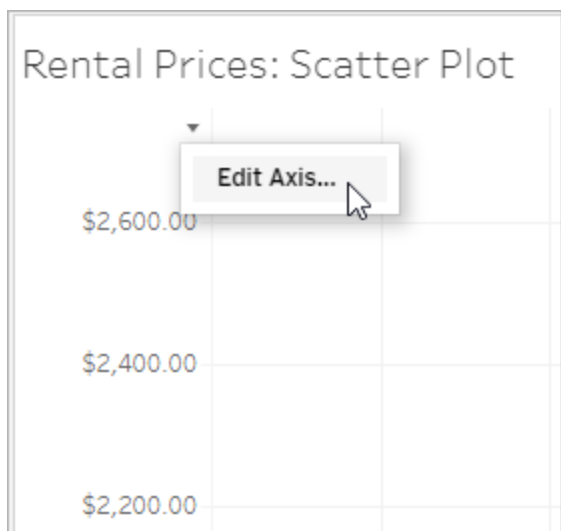 Rental Prices: Scatter Plot
Edit Axis...
$2,600.00
$2,400.00
$2,200.00